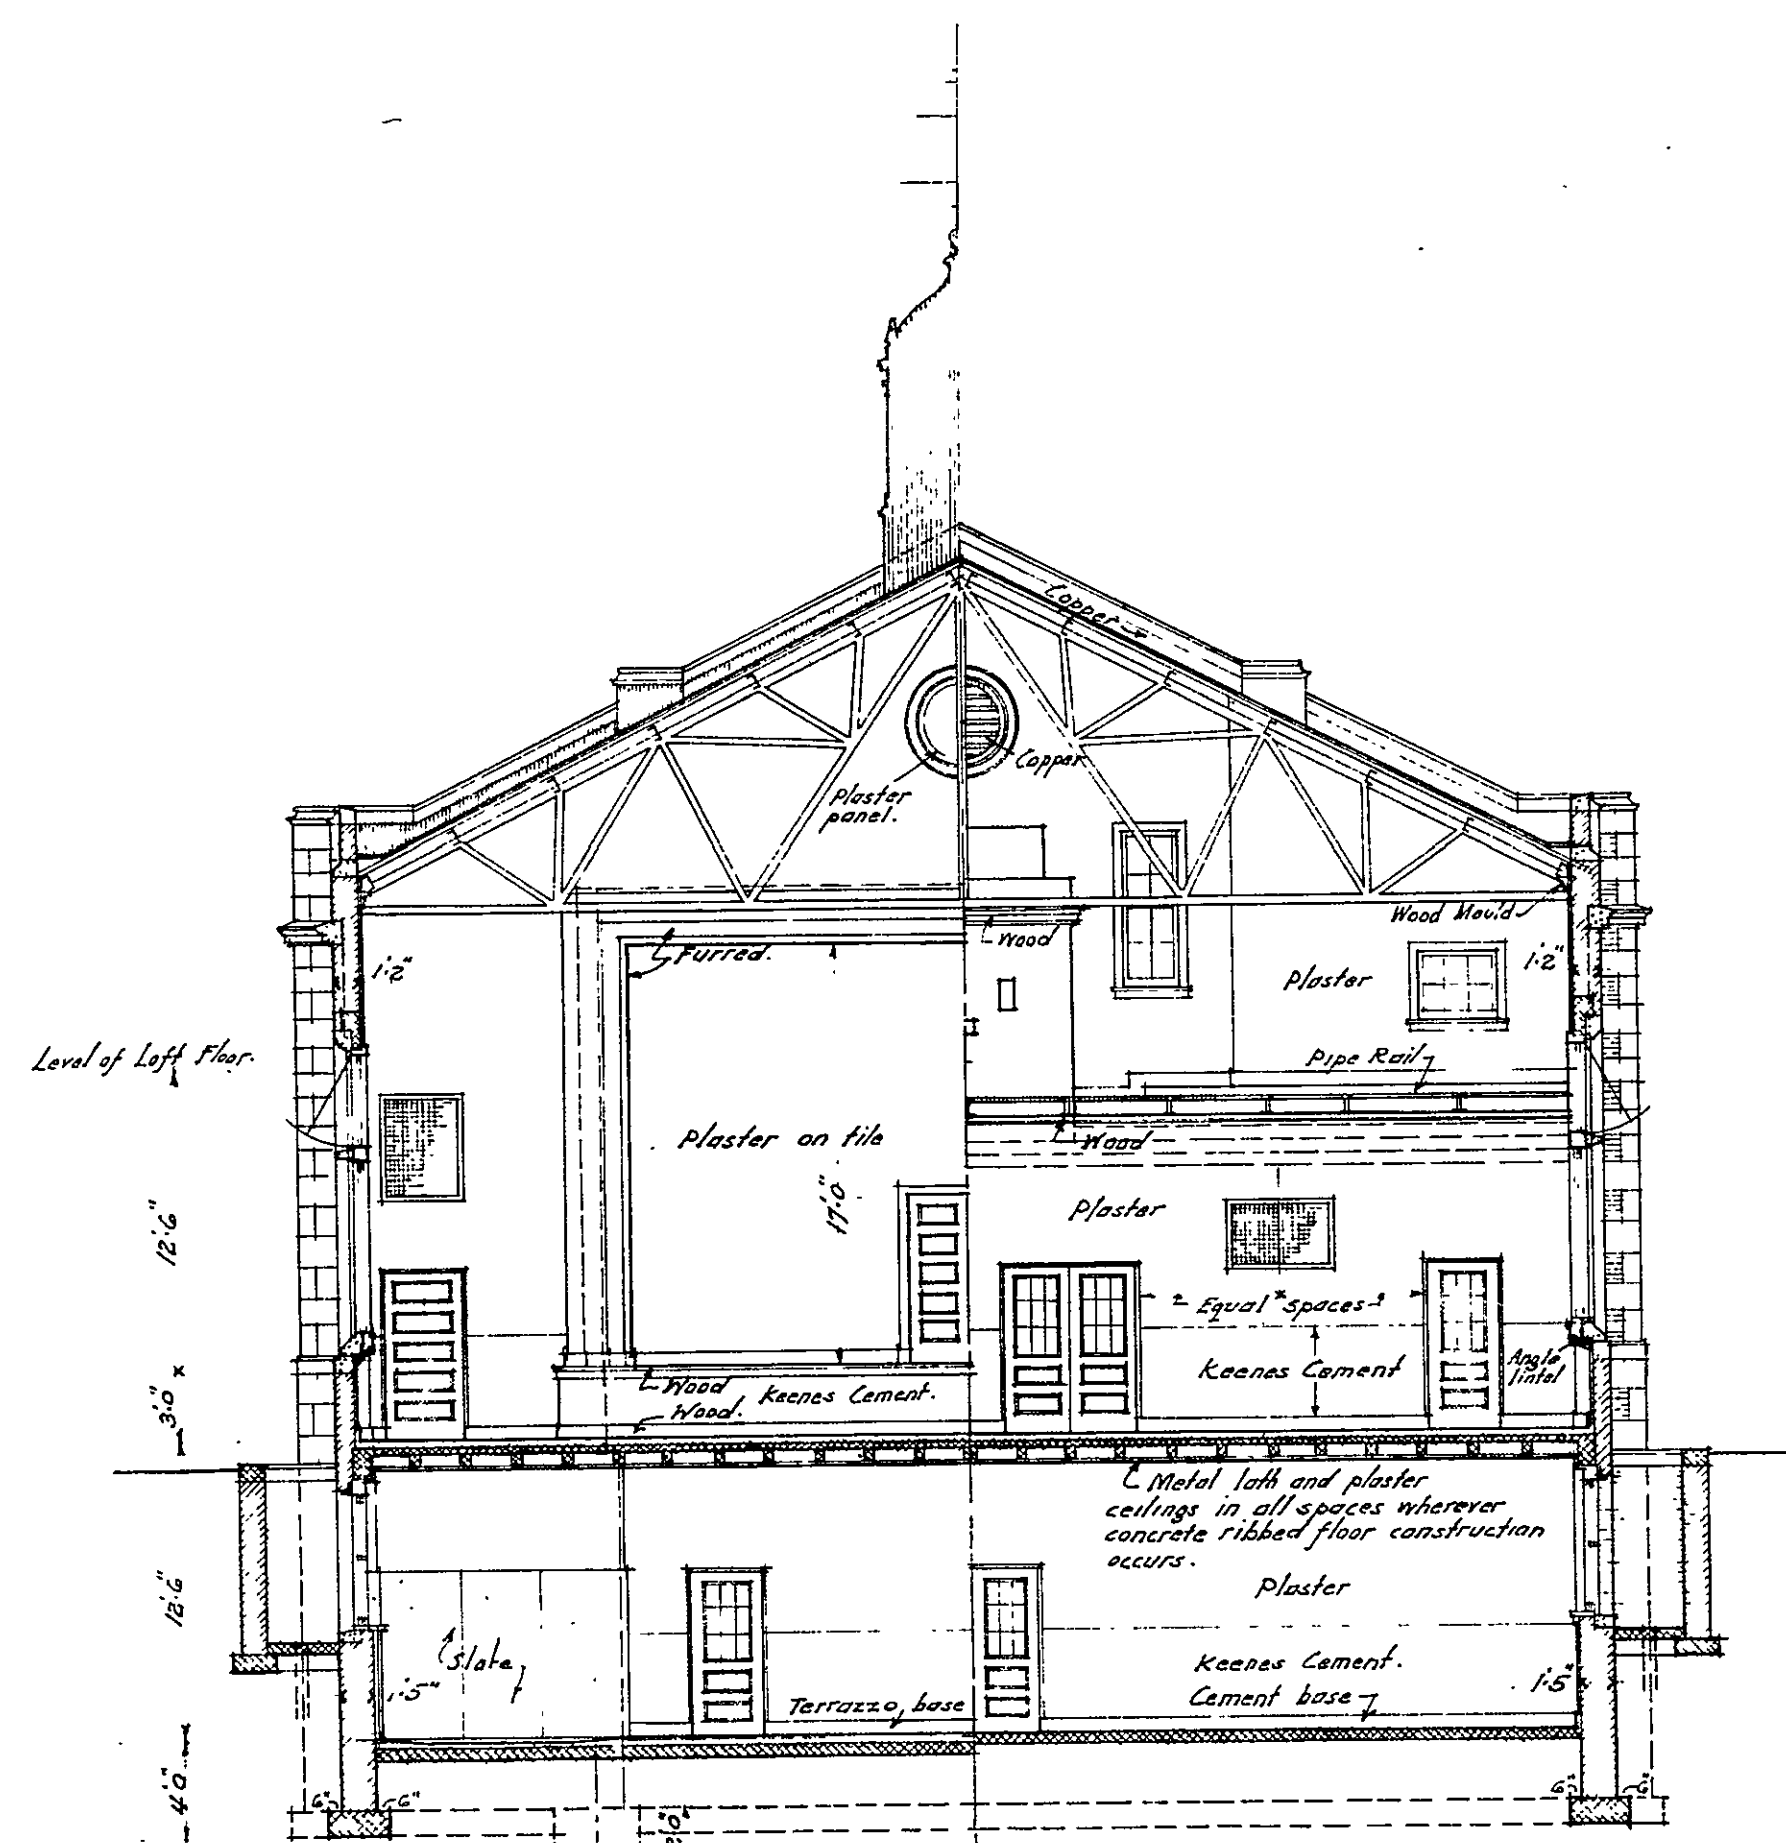 Copper
Copper
Plaster
panel.
Wood Mould
Wood
Furred.
1'-2"
Plaster
1'-2"
Level of Loft Floor.
Pipe Rail
Plaster on tile
Wood
17'-0"
12'-6"
Plaster
Equal spaces
Keenes Cement
Angle
lintel
Wood
Wood.
Keenes Cement.
3'-0"
Metal lath and plaster
ceilings in all spaces wherever
concrete ribbed floor construction
occurs.
12'-6"
Plaster
Slate
Keenes Cement.
1'-5"
Terrazzo base
Cement base
1'-5"
4'-0"
6"
6"
6"
6"